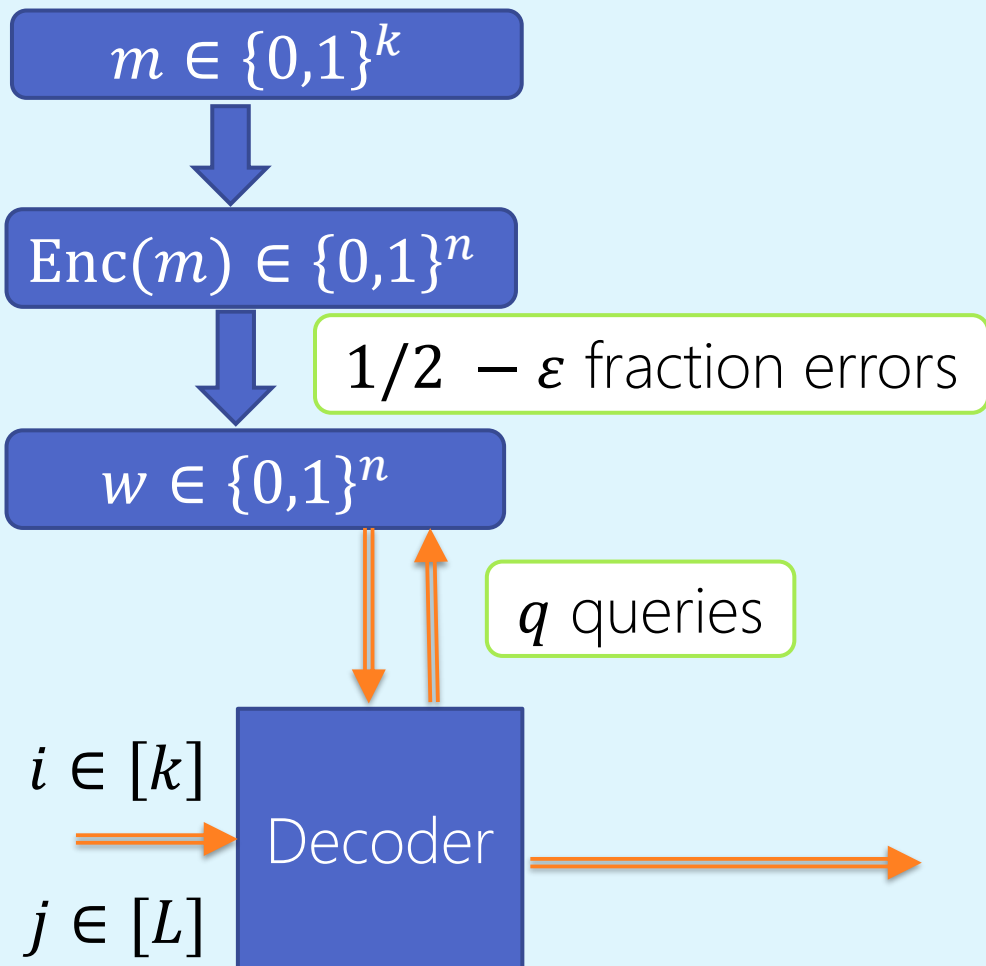 m ∈ {0,1}^k
Enc(m) ∈ {0,1}^n
1/2 − ε fraction errors
w ∈ {0,1}^n
q queries
i ∈ [k]
Decoder
j ∈ [L]